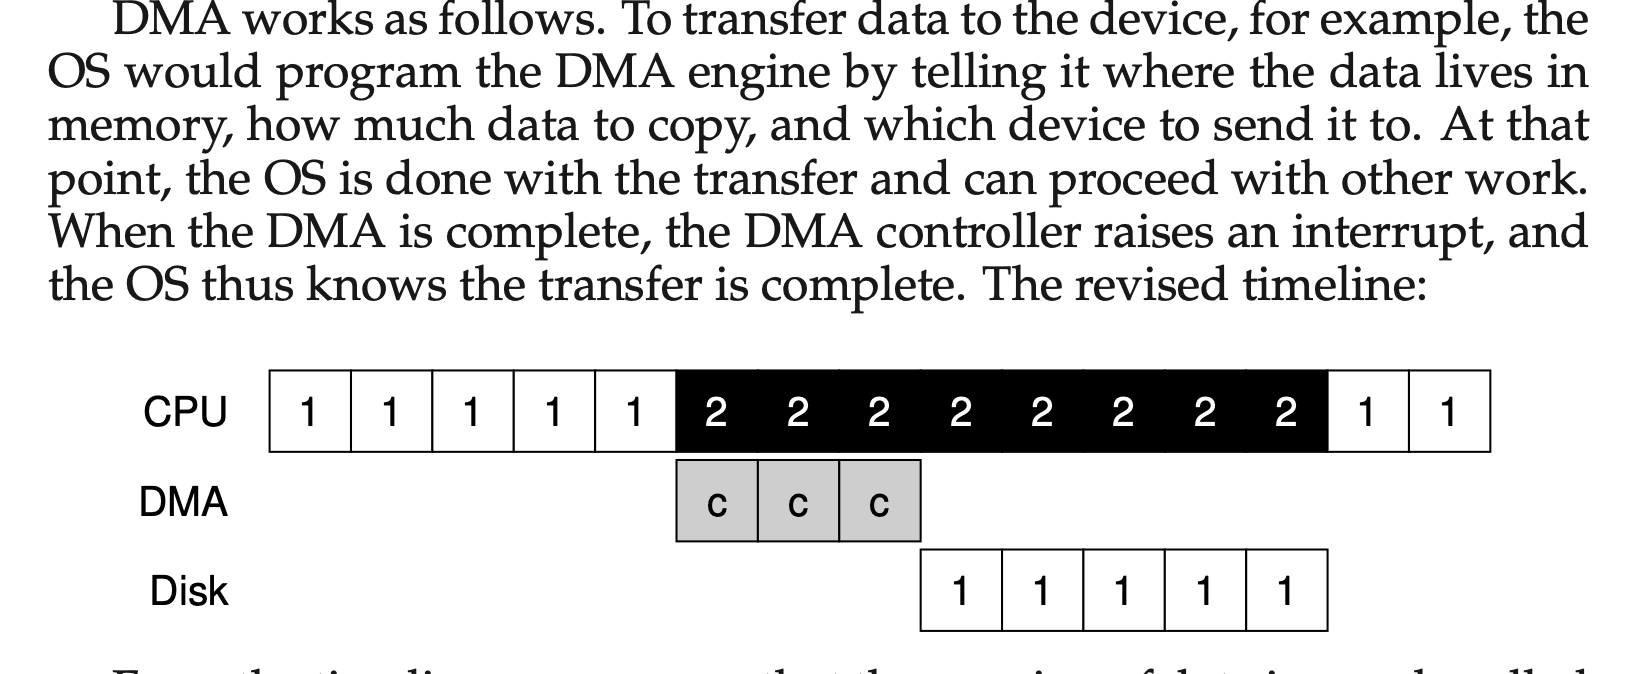 DMA works as follows. To transfer data to the device, for example, the
OS would program the DMA engine by telling it where the data lives in
memory, how much data to copy, and which device to send it to. At that
point, the OS is done with the transfer and can proceed with other work.
When the DMA is complete, the DMA controller raises an interrupt, and
the OS thus knows the transfer is complete. The revised timeline:
CPU 1 1 1 1 1 2 2 2 2 2 2 2 2 1 1
DMA c c c
Disk 1 1 1 1 1